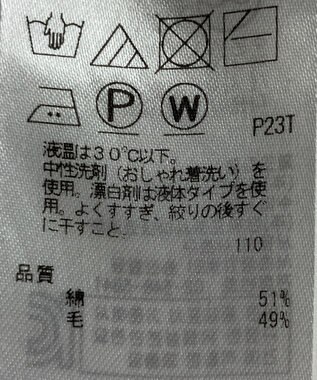 P W P23T
液温は30℃以下。
中性洗剤（おしゃれ着洗い）を
使用。漂白剤は液体タイプを使
用。よくすすぎ、絞りの後すぐ
に干すこと。
110
品質
綿 51%
毛 49%